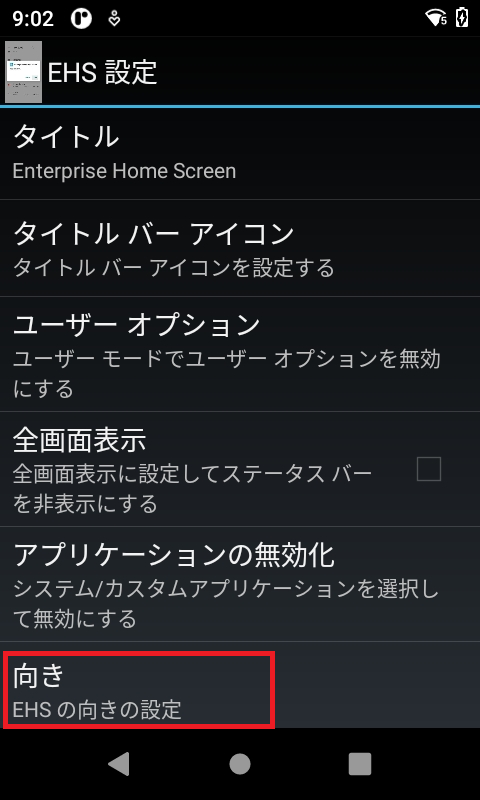 9:02
EHS 設定
タイトル
Enterprise Home Screen
タイトル バー アイコン
タイトル バー アイコンを設定する
ユーザー オプション
ユーザー モードでユーザー オプションを無効
にする
全画面表示
全画面表示に設定してステータス バー
を非表示にする
アプリケーションの無効化
システム/カスタムアプリケーションを選択し
て無効にする
向き
EHS の向きの設定